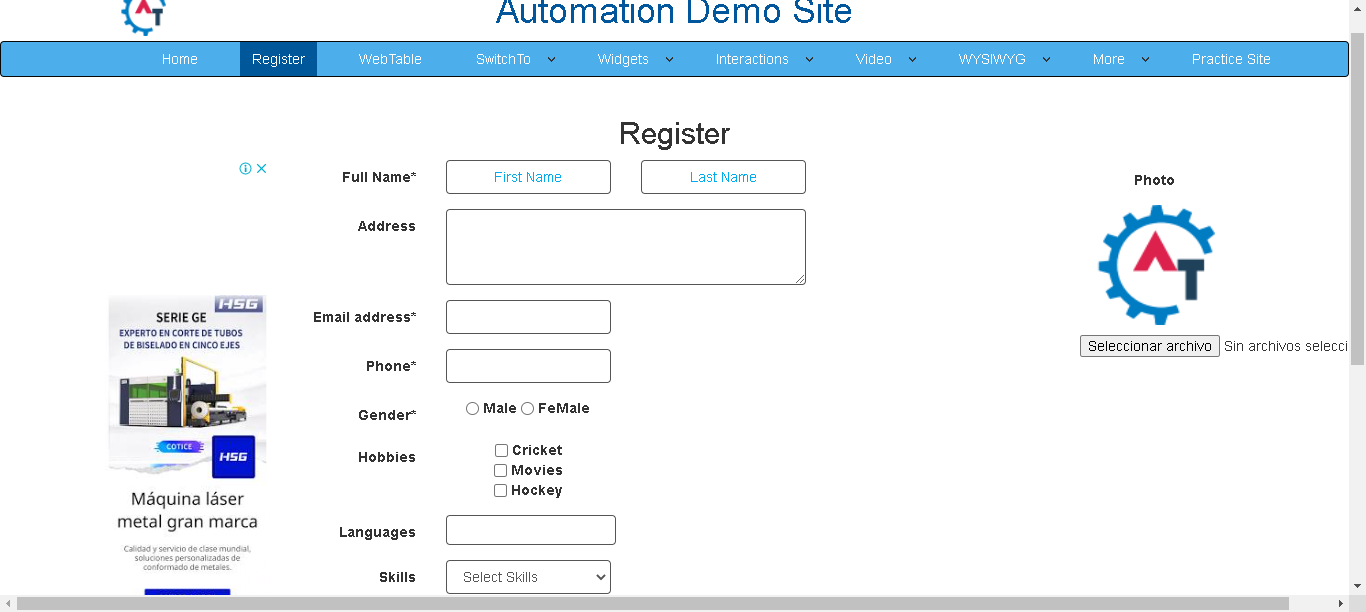 Automation Demo Site
Home Register WebTable SwitchTo Widgets Interactions Video WYSIWYG More Practice Site
Register
Full Name* First Name Last Name
Address
Email address*
Phone*
Gender* Male FeMale
Hobbies Cricket
Movies
Hockey
Languages
Skills Select Skills
Photo
AT
Seleccionar archivo Sin archivos selecci
HSG
SERIE GE
EXPERTO EN CORTE DE TUBOS
DE BISELADO EN CINCO EJES
COTICE
HSG
Máquina láser
metal gran marca
Calidad y servicio de clase mundial,
soluciones personalizadas de
conformado de metales.